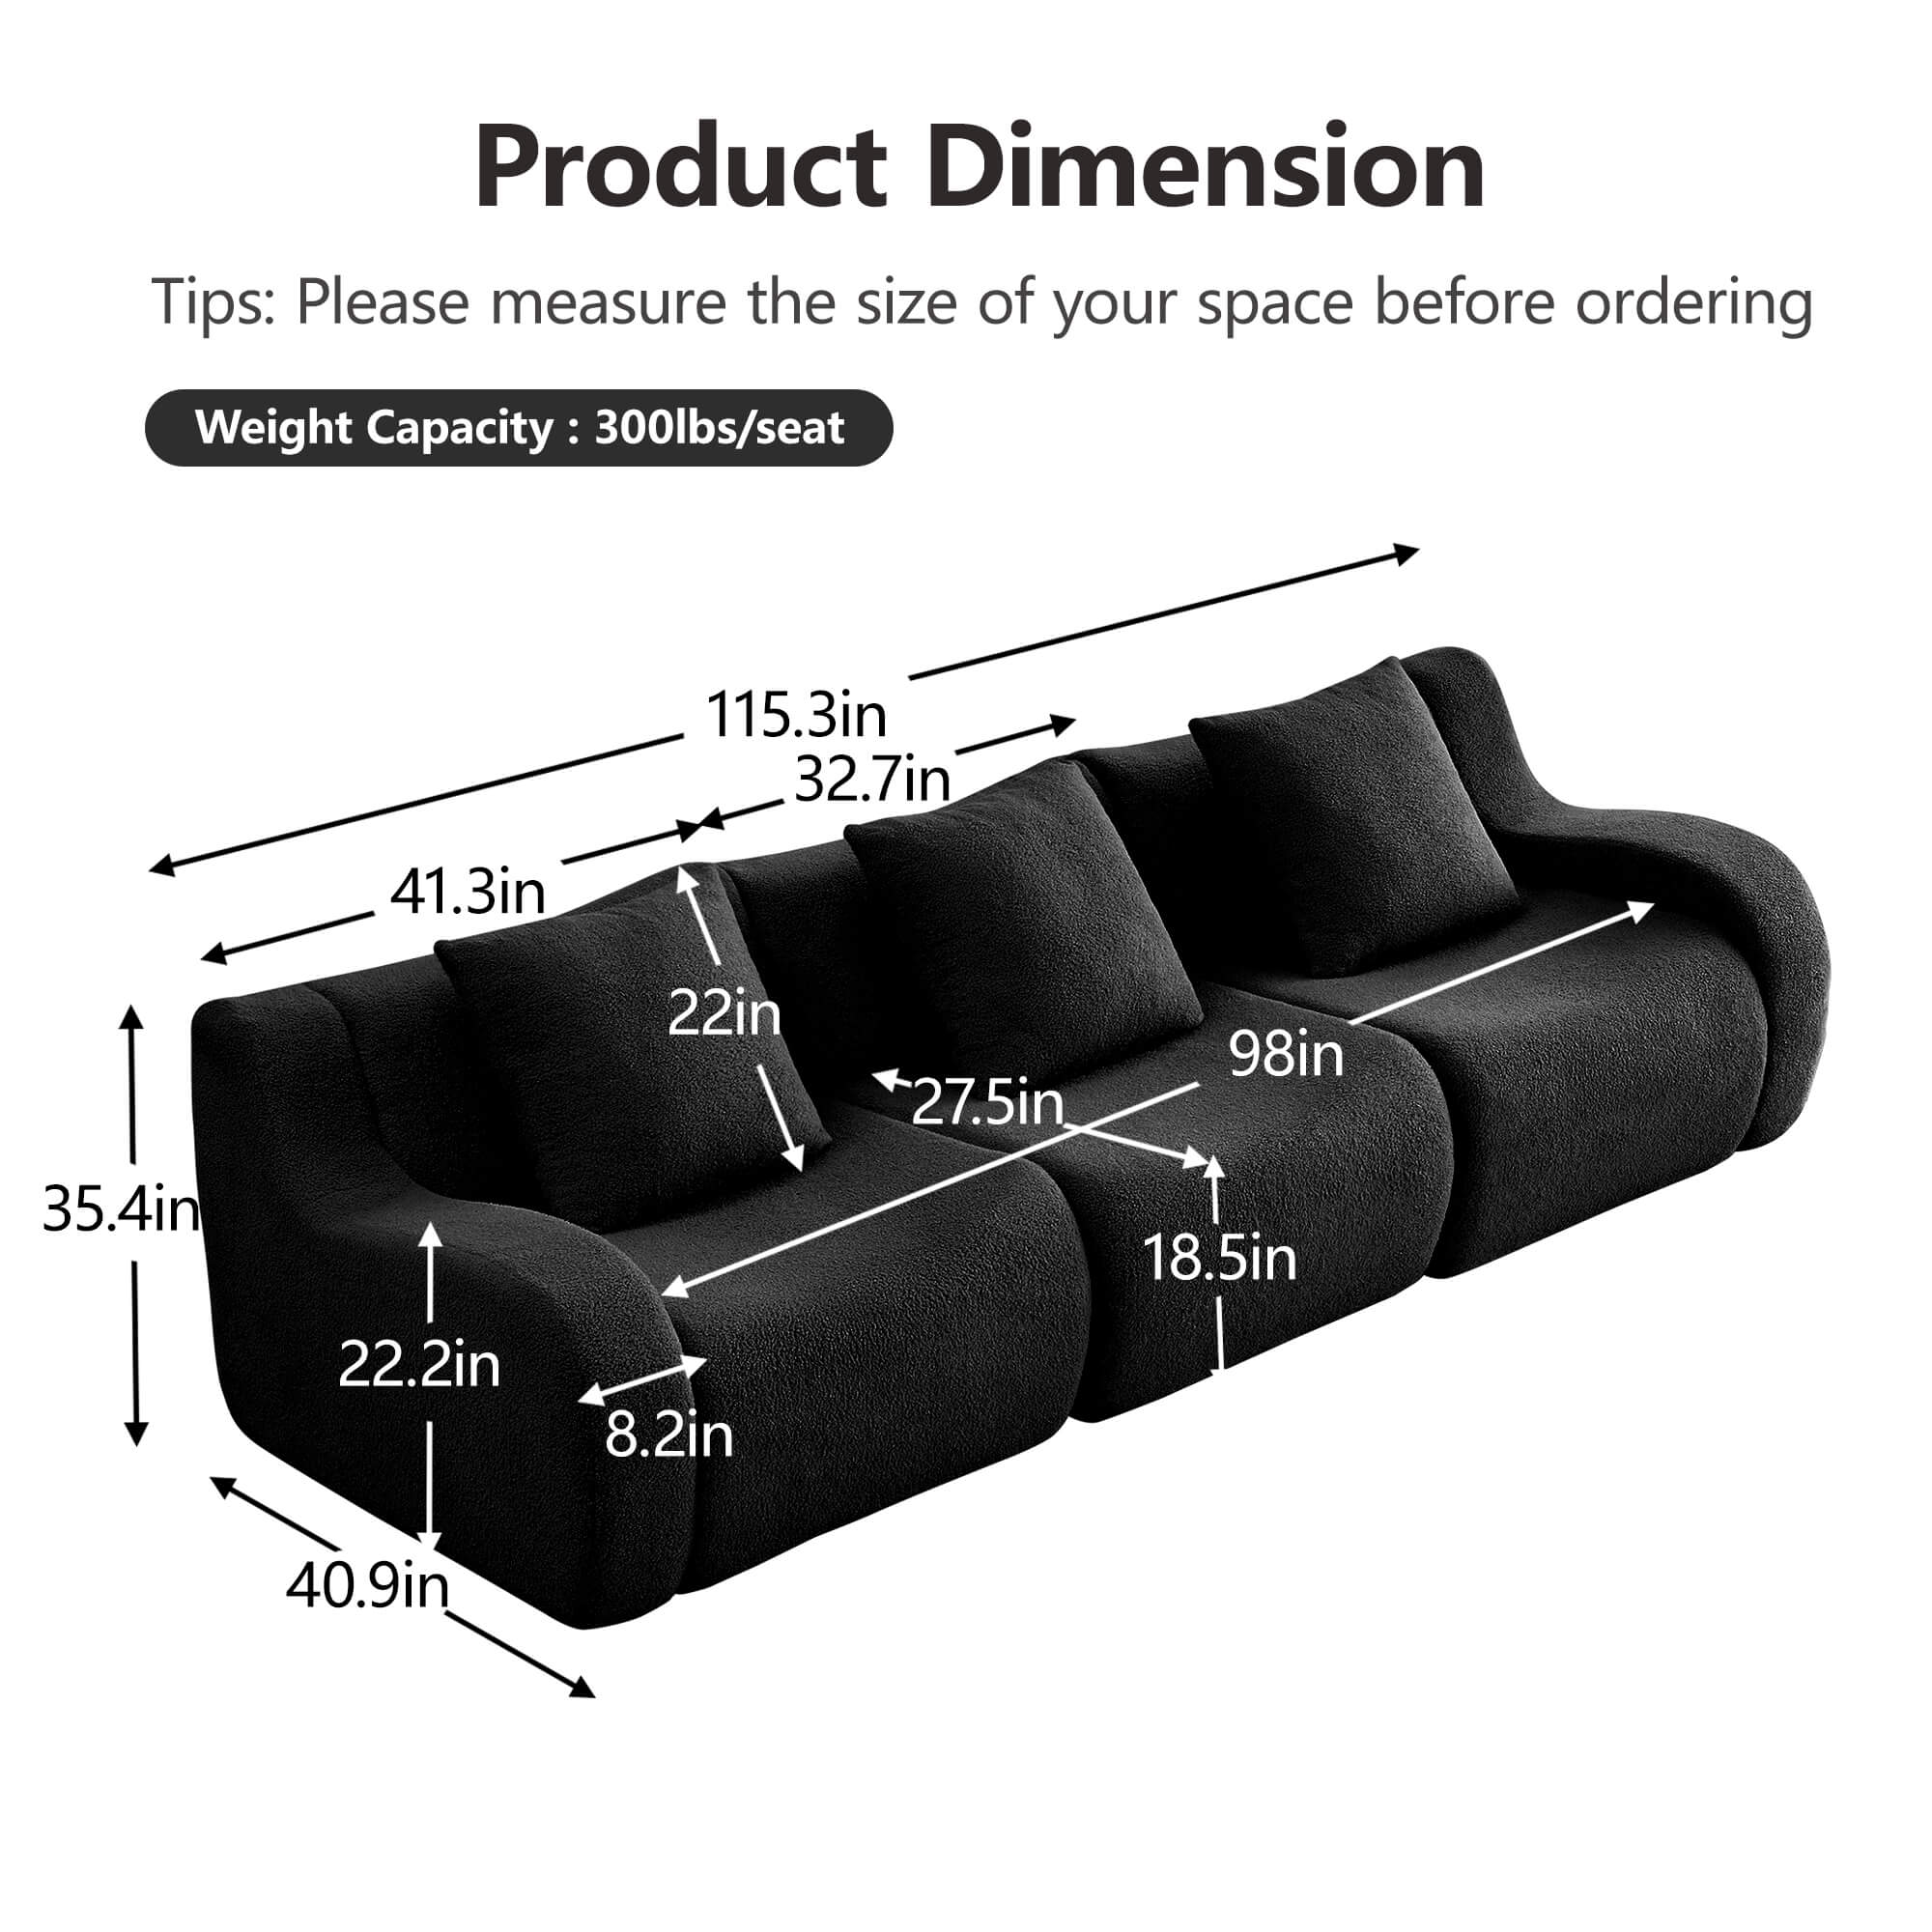 Product Dimension
Tips: Please measure the size of your space before ordering
Weight Capacity : 300lbs/seat
115.3in
32.7in
41.3in
22in
98in
27.5in
35.4in
18.5in
22.2in
8.2in
40.9in